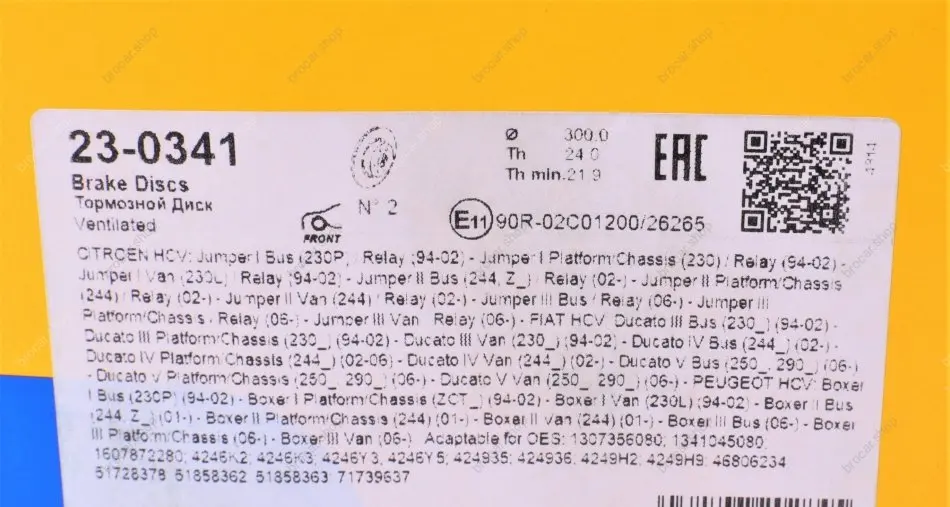 23-0341
Brake Discs
Тормозной Диск
Ventilated
N° 2
FRONT
Ø 300.0
Th 24.0
Th min.21.9
EAC
E11 90R-02C01200/26265
CITROEN HCV: Jumper I Bus (230P) / Relay (94-02) - Jumper I Platform/Chassis (230) / Relay (94-02) -
Jumper I Van (230L) / Relay (94-02) - Jumper II Bus (244, Z_) / Relay (02-) - Jumper II Platform/Chassis
(244) / Relay (02-) - Jumper II Van (244) / Relay (02-) - Jumper III Bus / Relay (06-) - Jumper III
Platform/Chassis / Relay (06-) - Jumper III Van / Relay (06-) - FIAT HCV: Ducato III Bus (230_) (94-02) -
Ducato III Platform/Chassis (230_) (94-02) - Ducato III Van (230_) (94-02) - Ducato IV Bus (244_) (02-) -
Ducato IV Platform/Chassis (244_) (02-06) - Ducato IV Van (244_) (02-) - Ducato V Bus (250_, 290_) (06-)
- Ducato V Platform/Chassis (250_, 290_) (06-) - Ducato V Van (250_, 290_) (06-) - PEUGEOT HCV: Boxer
I Bus (230P) (94-02) - Boxer I Platform/Chassis (ZCT_) (94-02) - Boxer I Van (230L) (94-02) - Boxer II Bus
(244, Z_) (01-) - Boxer II Platform/Chassis (244) (01-) - Boxer II Van (244) (01-) - Boxer III Bus (06-) - Boxer
III Platform/Chassis (06-) - Boxer III Van (06-) Adaptable for OES: 1307356080; 1341045080;
1607872280; 4246K2; 4246K3; 4246Y3; 4246Y5; 424935; 424936; 4249H2; 4249H9; 46806234
51728378 51858362 51858363 71739637
brocar.shop